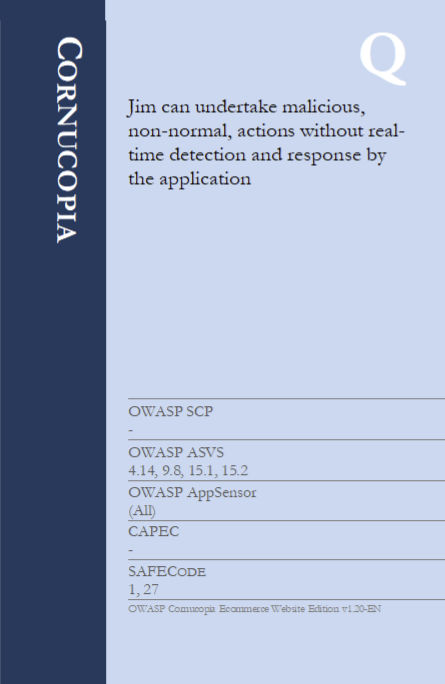 CORNUCOPIA
Q
Jim can undertake malicious,
non-normal, actions without real-
time detection and response by
the application
OWASP SCP
-
OWASP ASVS
4.14, 9.8, 15.1, 15.2
OWASP AppSensor
(All)
CAPEC
-
SAFECODE
1, 27
OWASP Cornucopia Ecommerce Website Edition v1.20-EN